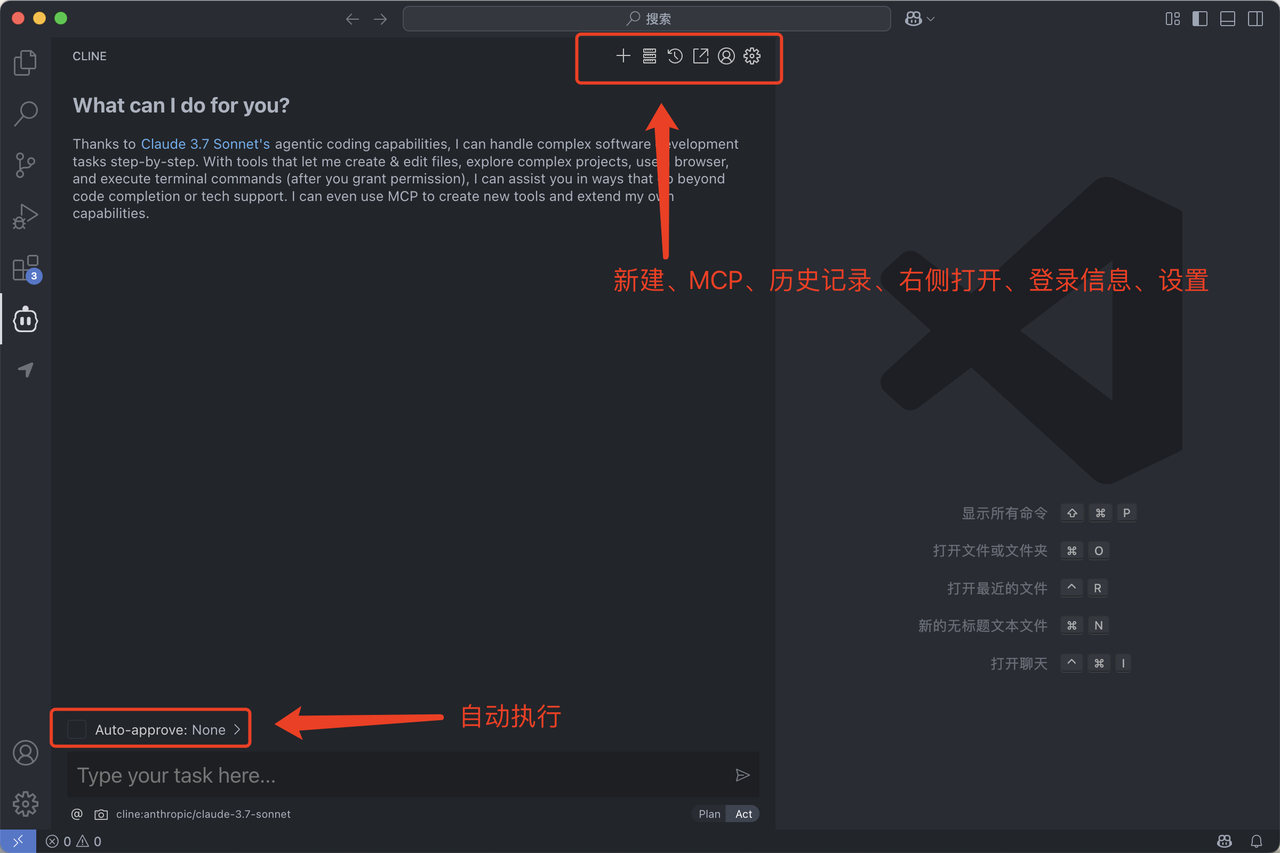 搜索
CLINE
What can I do for you?
Thanks to Claude 3.7 Sonnet's agentic coding capabilities, I can handle complex software development
tasks step-by-step. With tools that let me create & edit files, explore complex projects, use browser,
and execute terminal commands (after you grant permission), I can assist you in ways that beyond
code completion or tech support. I can even use MCP to create new tools and extend my own
capabilities.
新建、MCP、历史记录、右侧打开、登录信息、设置
3
显示所有命令 ⇧ ⌘ P
打开文件或文件夹 ⌘ O
打开最近的文件 ^ R
新的无标题文本文件 ⌘ N
打开聊天 ^ ⌘ I
自动执行
Auto-approve: None >
Type your task here...
@ cline:anthropic/claude-3.7-sonnet
Plan Act
0 0